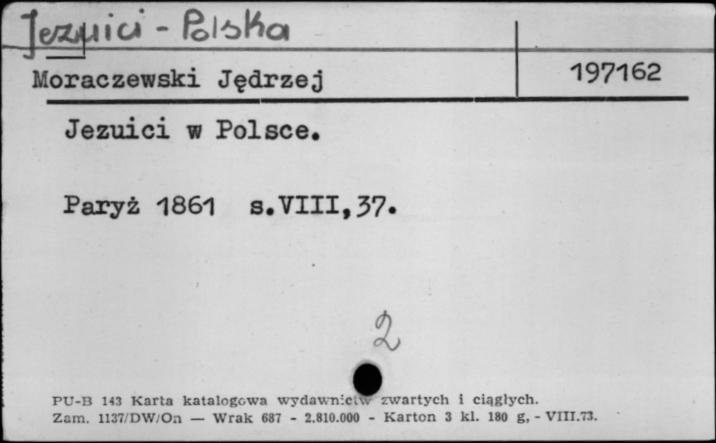 Jezuici - Polska
Moraczewski Jędrzej 197162
Jezuici w Polsce.
Paryż 1861 s.VIII,37.
2
PU-B 143 Karta katalogowa wydawnictw zwartych i ciągłych.
Zam. 1137/DW/On — Wrak 687 - 2.810.000 - Karton 3 kl. 180 g, - VIII.73.